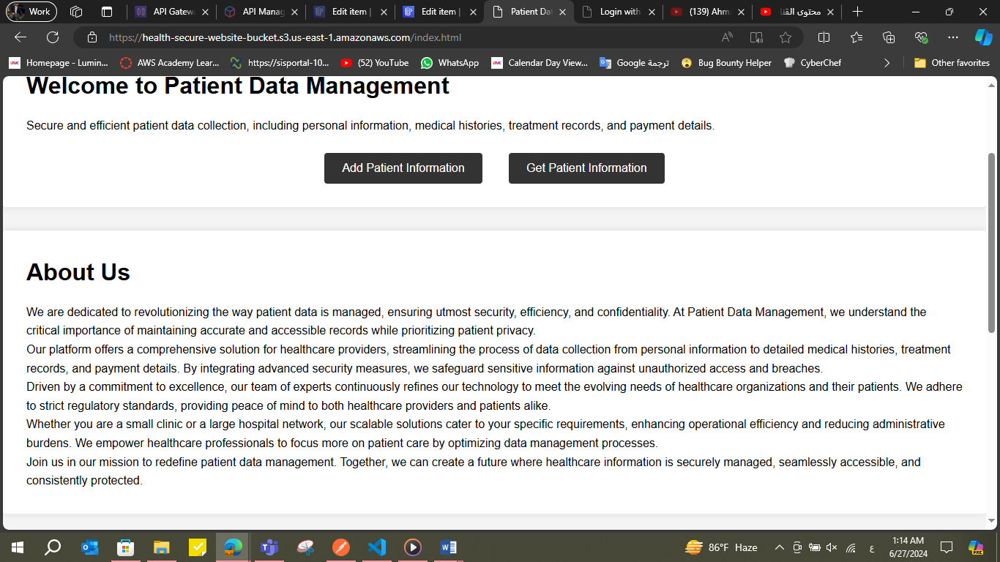 Work
API Gatewa
API Manag
Edit item |
Edit item |
Patient Dat
Login with
(139) Ahma
محتوى القنا
https://health-secure-website-bucket.s3.us-east-1.amazonaws.com/index.html
Homepage - Lumin...
AWS Academy Lear...
https://sisportal-10...
(52) YouTube
WhatsApp
Calendar Day View...
Google ترجمة
Bug Bounty Helper
CyberChef
Other favorites
Welcome to Patient Data Management
Secure and efficient patient data collection, including personal information, medical histories, treatment records, and payment details.
Add Patient Information
Get Patient Information
About Us
We are dedicated to revolutionizing the way patient data is managed, ensuring utmost security, efficiency, and confidentiality. At Patient Data Management, we understand the
critical importance of maintaining accurate and accessible records while prioritizing patient privacy.
Our platform offers a comprehensive solution for healthcare providers, streamlining the process of data collection from personal information to detailed medical histories, treatment
records, and payment details. By integrating advanced security measures, we safeguard sensitive information against unauthorized access and breaches.
Driven by a commitment to excellence, our team of experts continuously refines our technology to meet the evolving needs of healthcare organizations and their patients. We adhere
to strict regulatory standards, providing peace of mind to both healthcare providers and patients alike.
Whether you are a small clinic or a large hospital network, our scalable solutions cater to your specific requirements, enhancing operational efficiency and reducing administrative
burdens. We empower healthcare professionals to focus more on patient care by optimizing data management processes.
Join us in our mission to redefine patient data management. Together, we can create a future where healthcare information is securely managed, seamlessly accessible, and
consistently protected.
86°F Haze
ع
1:14 AM
6/27/2024